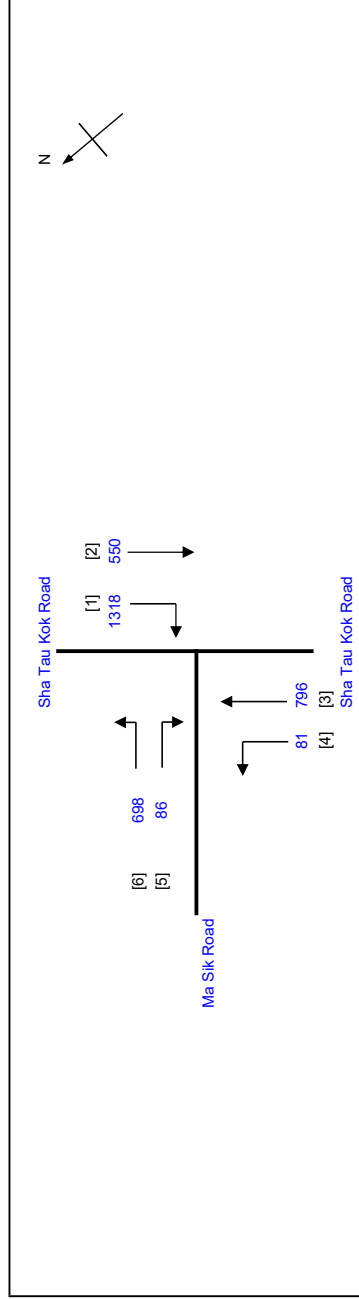 N
Sha Tau Kok Road
[1] [2]
1318 550
[6] 698
[5] 86
Ma Sik Road
81 796
[4] [3]
Sha Tau Kok Road